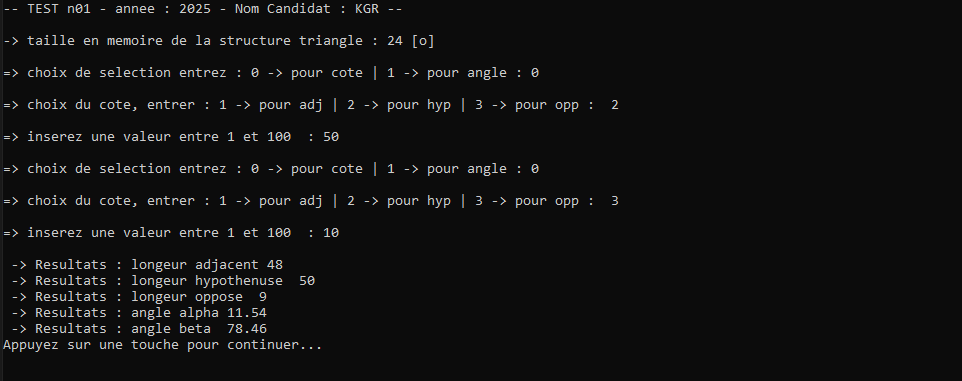 -- TEST n01 - annee : 2025 - Nom Candidat : KGR --
-> taille en memoire de la structure triangle : 24 [o]
=> choix de selection entrez : 0 -> pour cote | 1 -> pour angle : 0
=> choix du cote, entrer : 1 -> pour adj | 2 -> pour hyp | 3 -> pour opp :  2
=> inserez une valeur entre 1 et 100  : 50
=> choix de selection entrez : 0 -> pour cote | 1 -> pour angle : 0
=> choix du cote, entrer : 1 -> pour adj | 2 -> pour hyp | 3 -> pour opp :  3
=> inserez une valeur entre 1 et 100  : 10
-> Resultats : longeur adjacent 48
-> Resultats : longeur hypothenuse  50
-> Resultats : longeur oppose  9
-> Resultats : angle alpha 11.54
-> Resultats : angle beta  78.46
Appuyez sur une touche pour continuer...